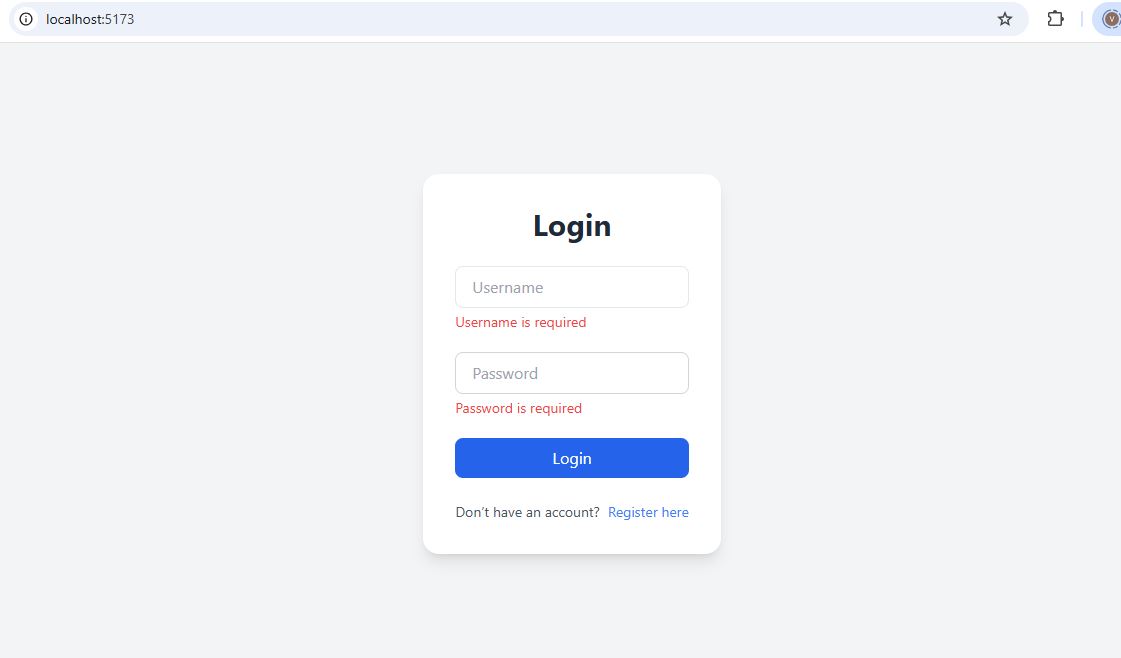 localhost:5173
V
Login
Username
Username is required
Password
Password is required
Login
Don't have an account? Register here